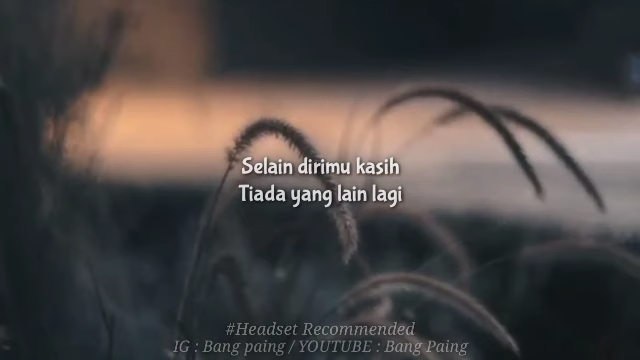 Selain dirimu kasih
Tiada yang lain lagi
#Headset Recommended
IG : Bang paing / YOUTUBE : Bang Paing